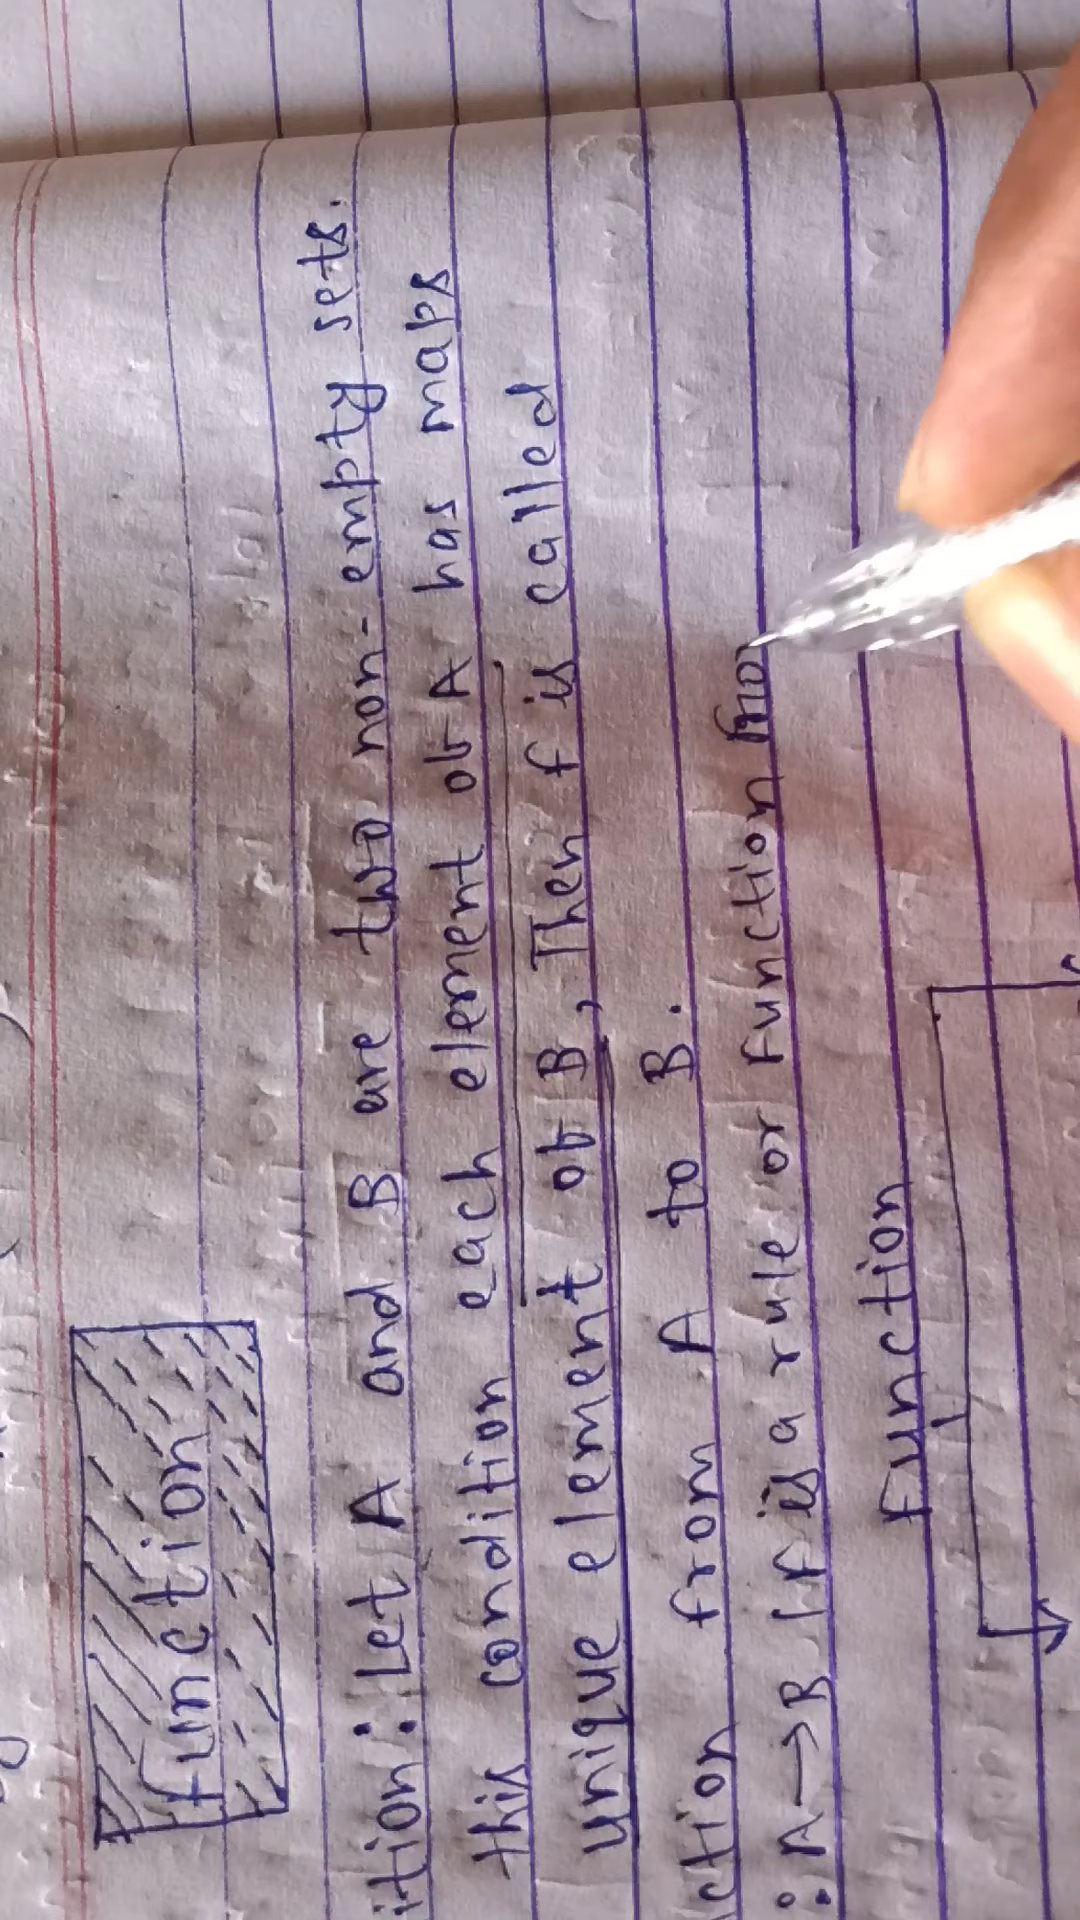 function
ition: Let A and B are two non-empty sets.
this condition each element of A has maps
unique element of B, Then f is called
ction from A to B.
: A → B [f is a rule or function fro
Function